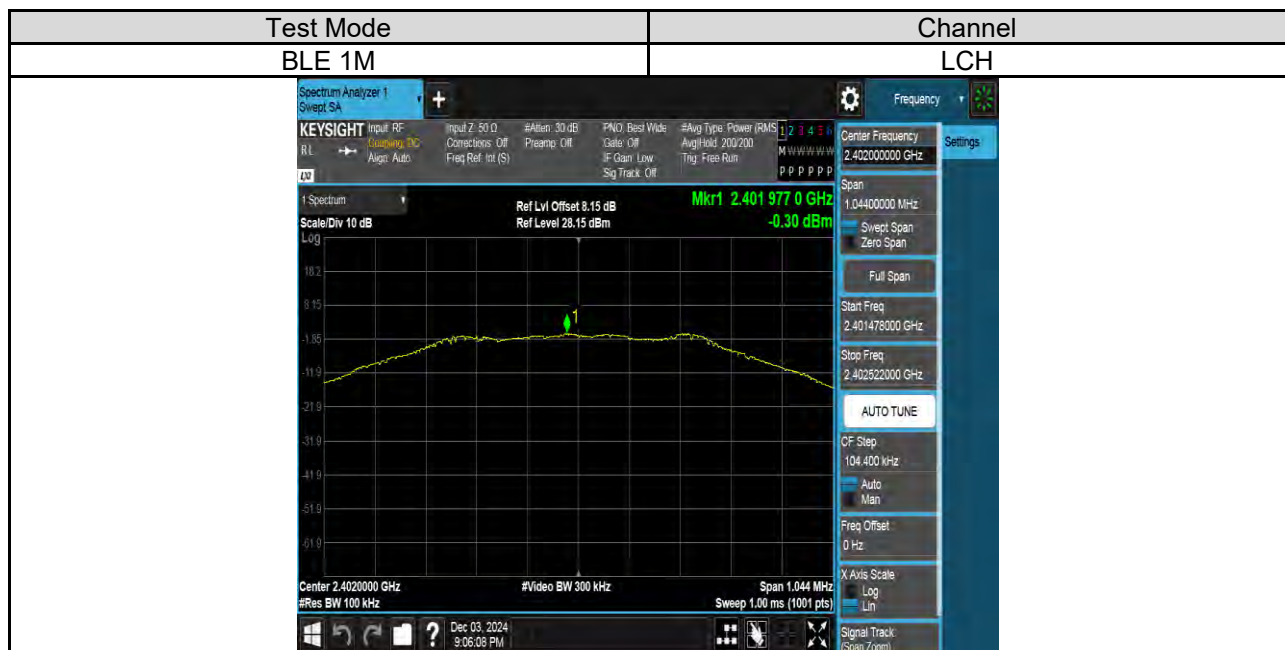 Test Mode Channel
BLE 1M LCH
Spectrum Analyzer 1
Swept SA
+
Frequency
KEYSIGHT Input: RF Input Z: 50 Ω #Atten: 30 dB PNO: Best Wide #Avg Type: Power (RMS 1 2 3 4 5 6
RL Coupling: DC Corrections: Off Preamp: Off Gate: Off Avg|Hold: 200/200 M W W W W W
Align: Auto Freq Ref: Int (S) IF Gain: Low Trig: Free Run
Sig Track: Off P P P P P P
1 Spectrum
Scale/Div 10 dB
Ref Lvl Offset 8.15 dB
Ref Level 28.15 dBm
Mkr1 2.401 977 0 GHz
-0.30 dBm
Log
18.2
8.15
-1.85
-11.9
-21.9
-31.9
-41.9
-51.9
-61.9
1
Center 2.4020000 GHz #Video BW 300 kHz Span 1.044 MHz
#Res BW 100 kHz Sweep 1.00 ms (1001 pts)
Dec 03, 2024
9:06:08 PM
?
Center Frequency
2.402000000 GHz
Settings
Span
1.04400000 MHz
Swept Span
Zero Span
Full Span
Start Freq
2.401478000 GHz
Stop Freq
2.402522000 GHz
AUTO TUNE
CF Step
104.400 kHz
Auto
Man
Freq Offset
0 Hz
X Axis Scale
Log
Lin
Signal Track
(Span Zoom)